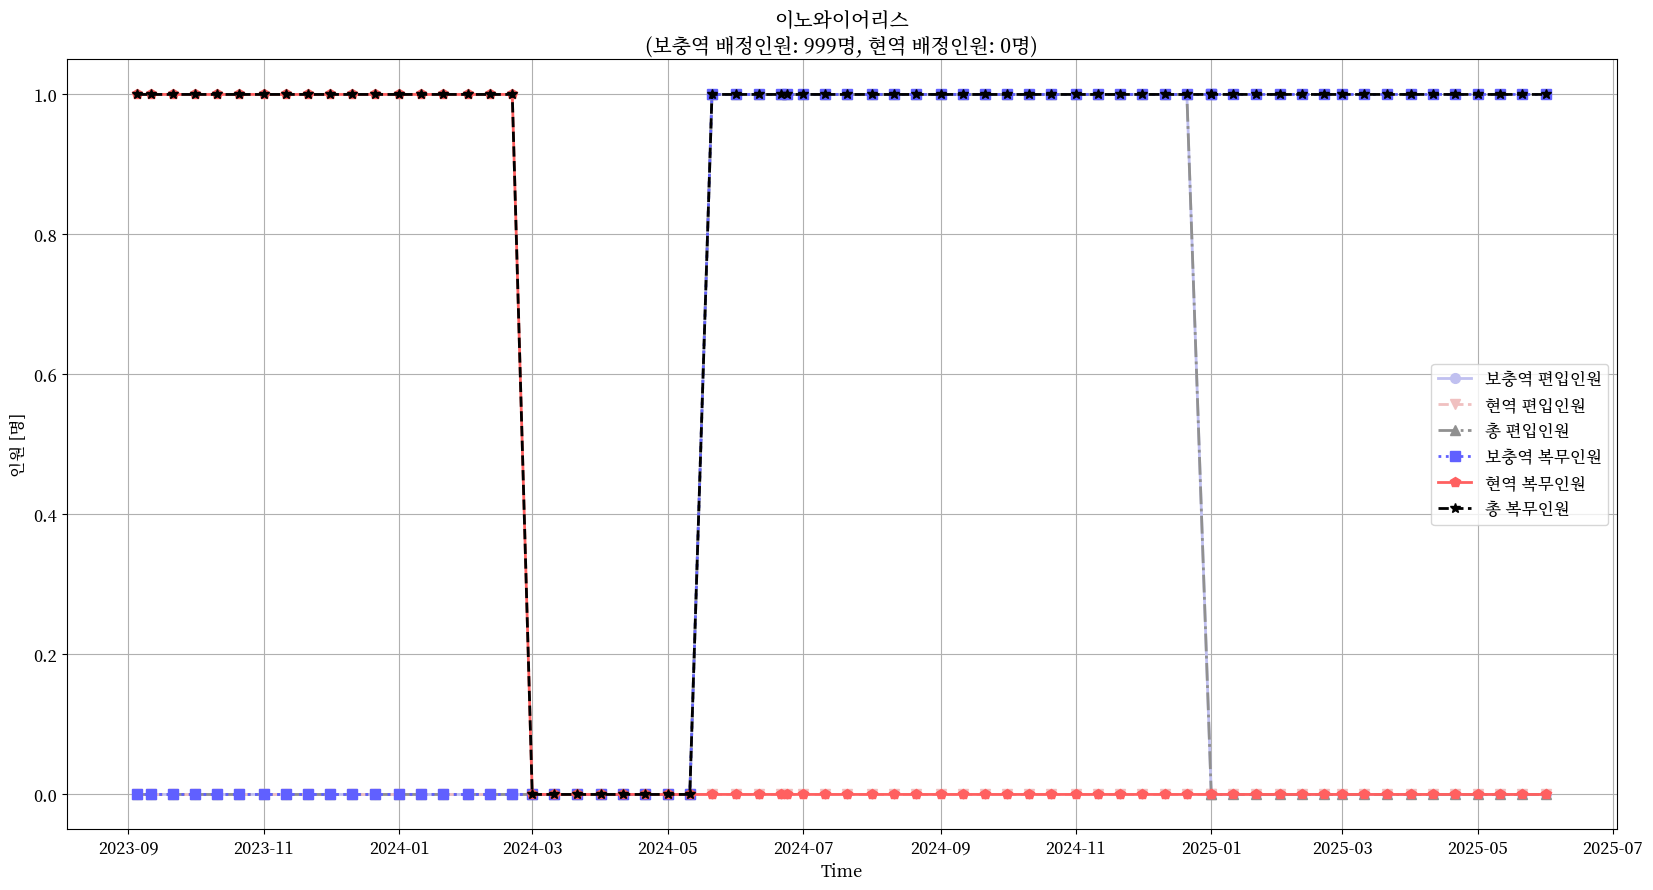 이노와이어리스
(보충역 배정인원: 999명, 현역 배정인원: 0명)
인원 [명]
1.0
0.8
0.6
0.4
0.2
0.0
보충역 편입인원
현역 편입인원
총 편입인원
보충역 복무인원
현역 복무인원
총 복무인원
2023-09 2023-11 2024-01 2024-03 2024-05 2024-07 2024-09 2024-11 2025-01 2025-03 2025-05 2025-07
Time